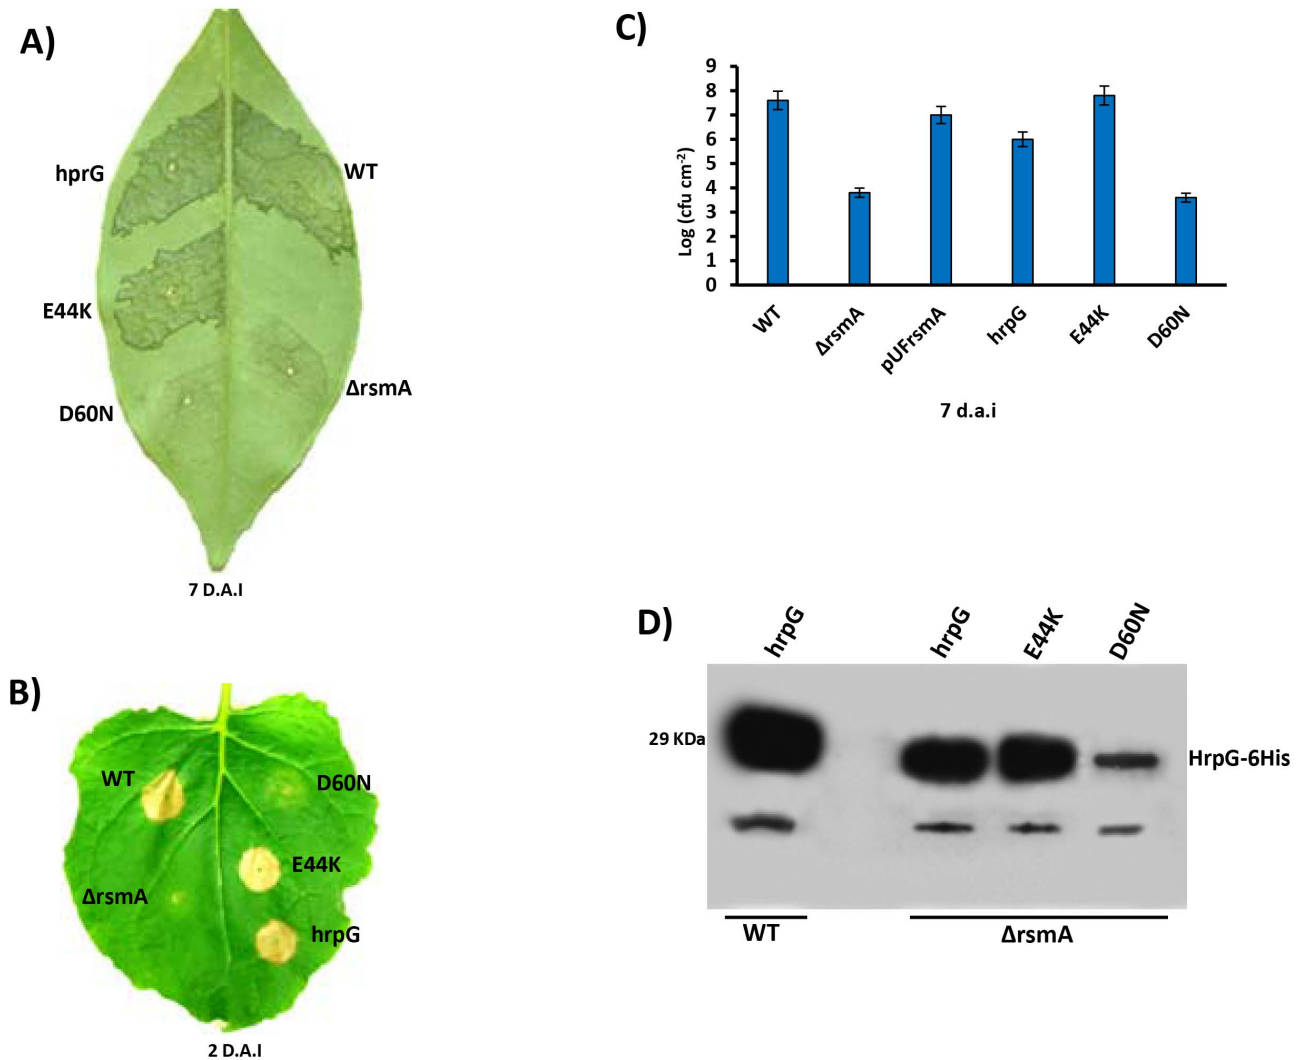 A)
hprG
WT
E44K
ΔrsmA
D60N
7 D.A.I
B)
WT
D60N
E44K
ΔrsmA
hrpG
2 D.A.I
C)
Log (cfu cm-2)
9
8
7
6
5
4
3
2
1
0
WT
ΔrsmA
pUFrsmA
hrpG
E44K
D60N
7 d.a.i
D)
hrpG
hrpG
E44K
D60N
29 KDa
HrpG-6His
WT
ΔrsmA